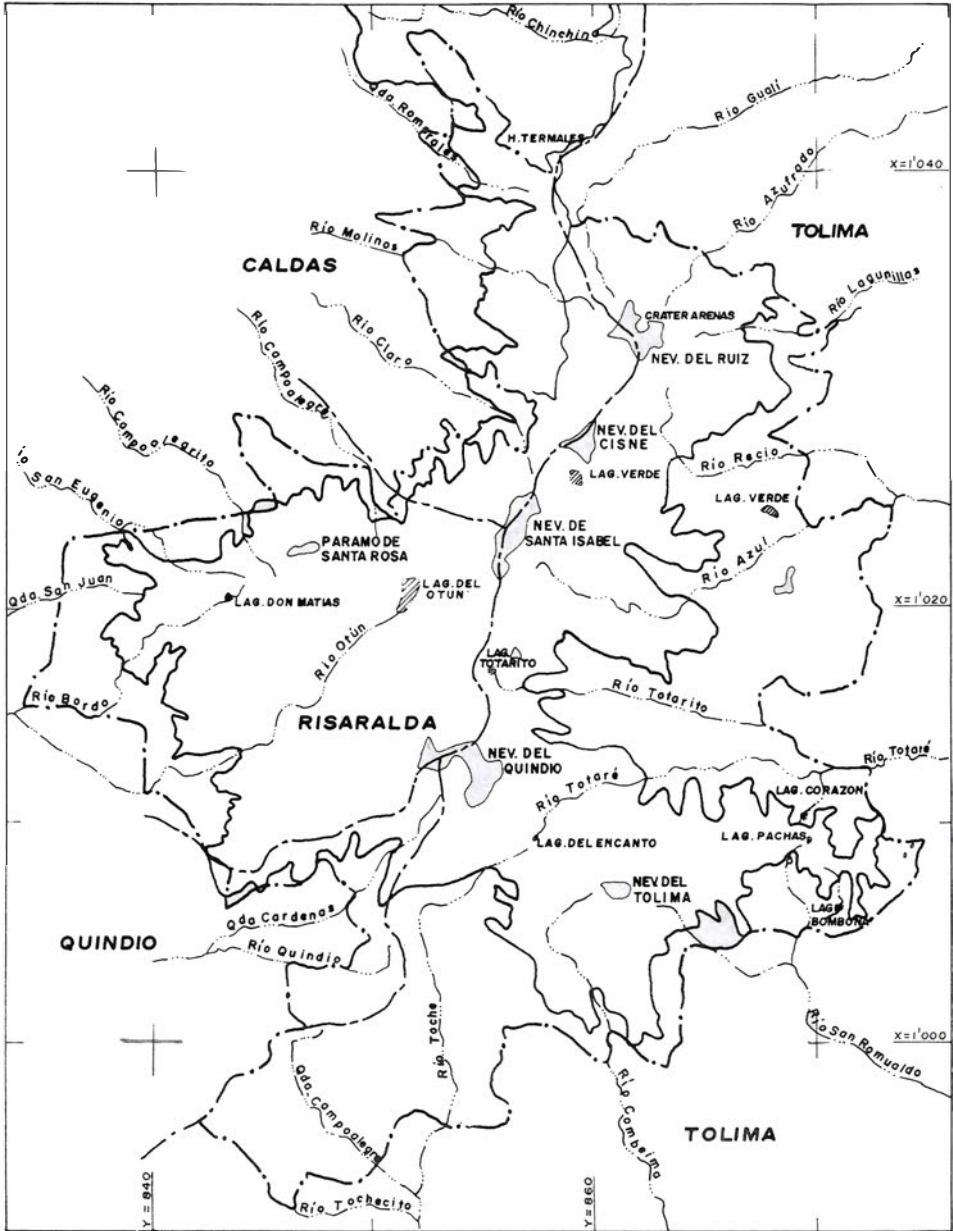 Río Chinchina
Qda Romerales
Río Gualí
H. TERMALES
X=1'040
Río Azufrado
TOLIMA
Río Molinos
CALDAS
Río Lagunillas
CRATER ARENAS
Río Claro
NEV. DEL RUIZ
Río Campoalegre
Río Campoalegrito
NEV. DEL
CISNE
LAG. VERDE
Río Recio
LAG. VERDE
ío San Eugenio
NEV. DE
SANTA ISABEL
PARAMO DE
SANTA ROSA
Río Azul
Qda San Juan
LAG. DEL
OTUN
LAG. DON MATIAS
X=1'020
Río Otún
LAG.
TOTARITO
Río Totarito
Río Bordo
RISARALDA
NEV. DEL
QUINDIO
Río Totaré
Río Totaré
LAG. CORAZON
LAG. DEL ENCANTO
LAG. PACHAS
NEV. DEL
TOLIMA
LAG.
BOMBONA
Qda Cardenas
QUINDIO
Río Quindio
Río Toche
Río San Romualdo
X=1'000
Qda Campoalegre
Río Combeima
TOLIMA
Y=840
Río Tochecito
Y=860